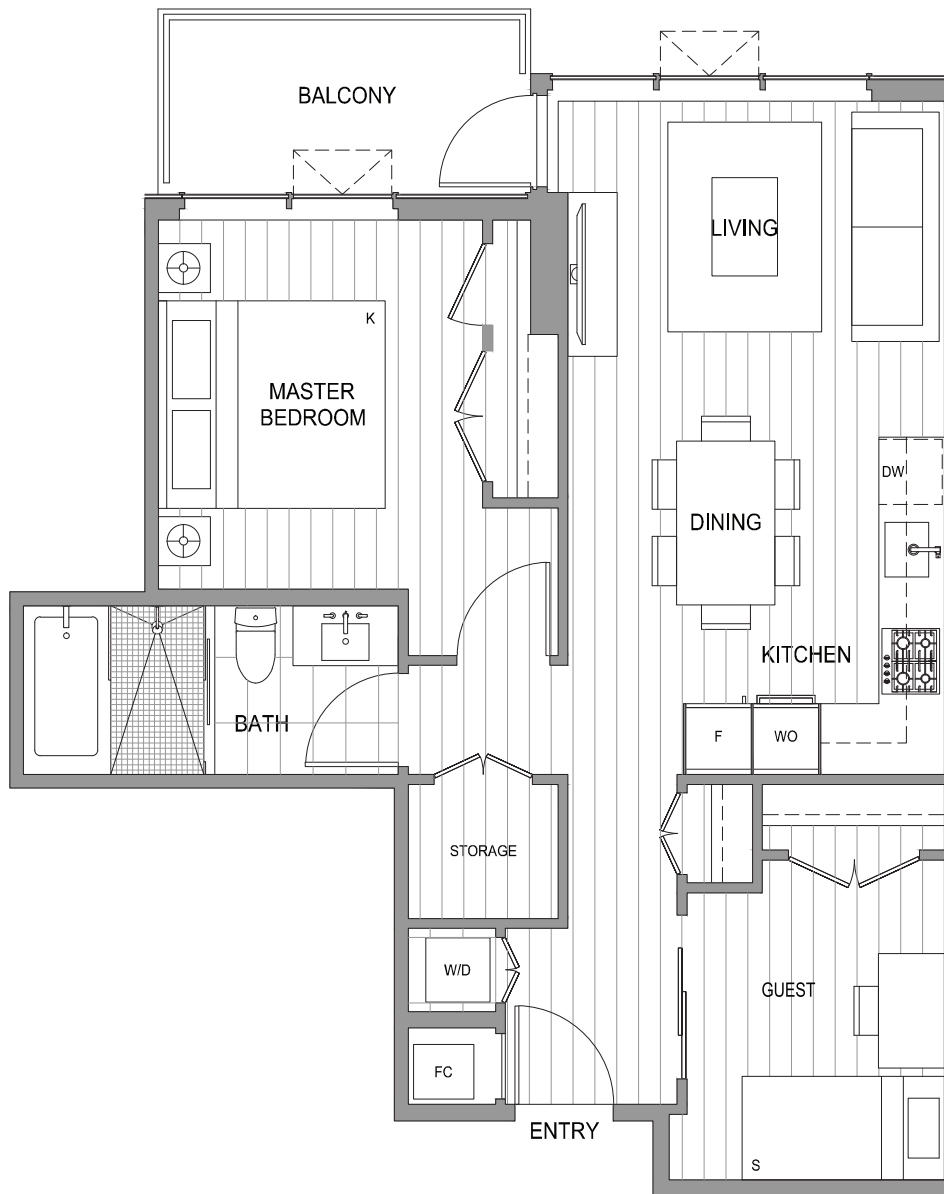 BALCONY
LIVING
K
MASTER
BEDROOM
DW
DINING
KITCHEN
BATH
F
WO
STORAGE
W/D
GUEST
FC
ENTRY
S